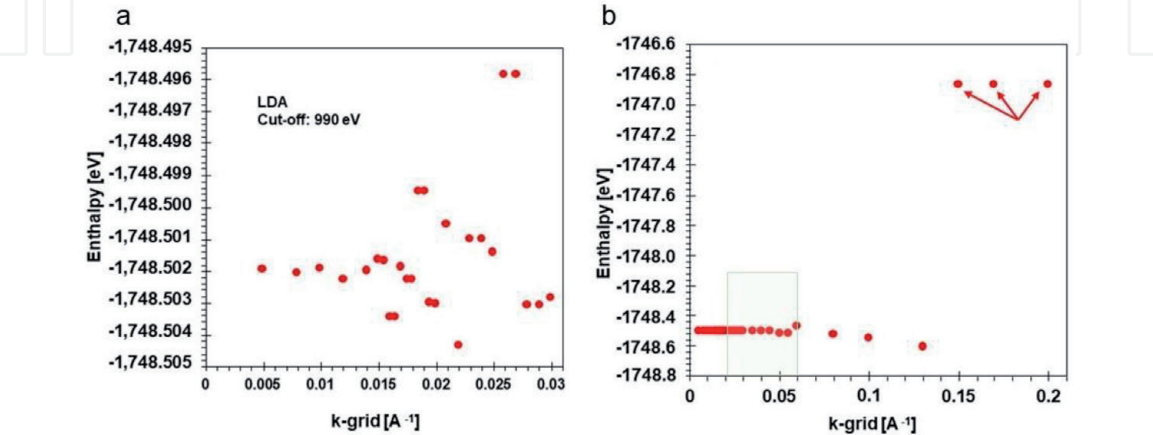 a
-1,748.495
-1,748.496
-1,748.497
-1,748.498
-1,748.499
-1,748.500
-1,748.501
-1,748.502
-1,748.503
-1,748.504
-1,748.505
Enthalpy [eV]
LDA
Cut-off: 990 eV
0 0.005 0.01 0.015 0.02 0.025 0.03
k-grid [A -1]
b
-1746.6
-1746.8
-1747.0
-1747.2
-1747.4
-1747.6
-1747.8
-1748.0
-1748.2
-1748.4
-1748.6
-1748.8
Enthalpy [eV]
0 0.05 0.1 0.15 0.2
k-grid [A -1]